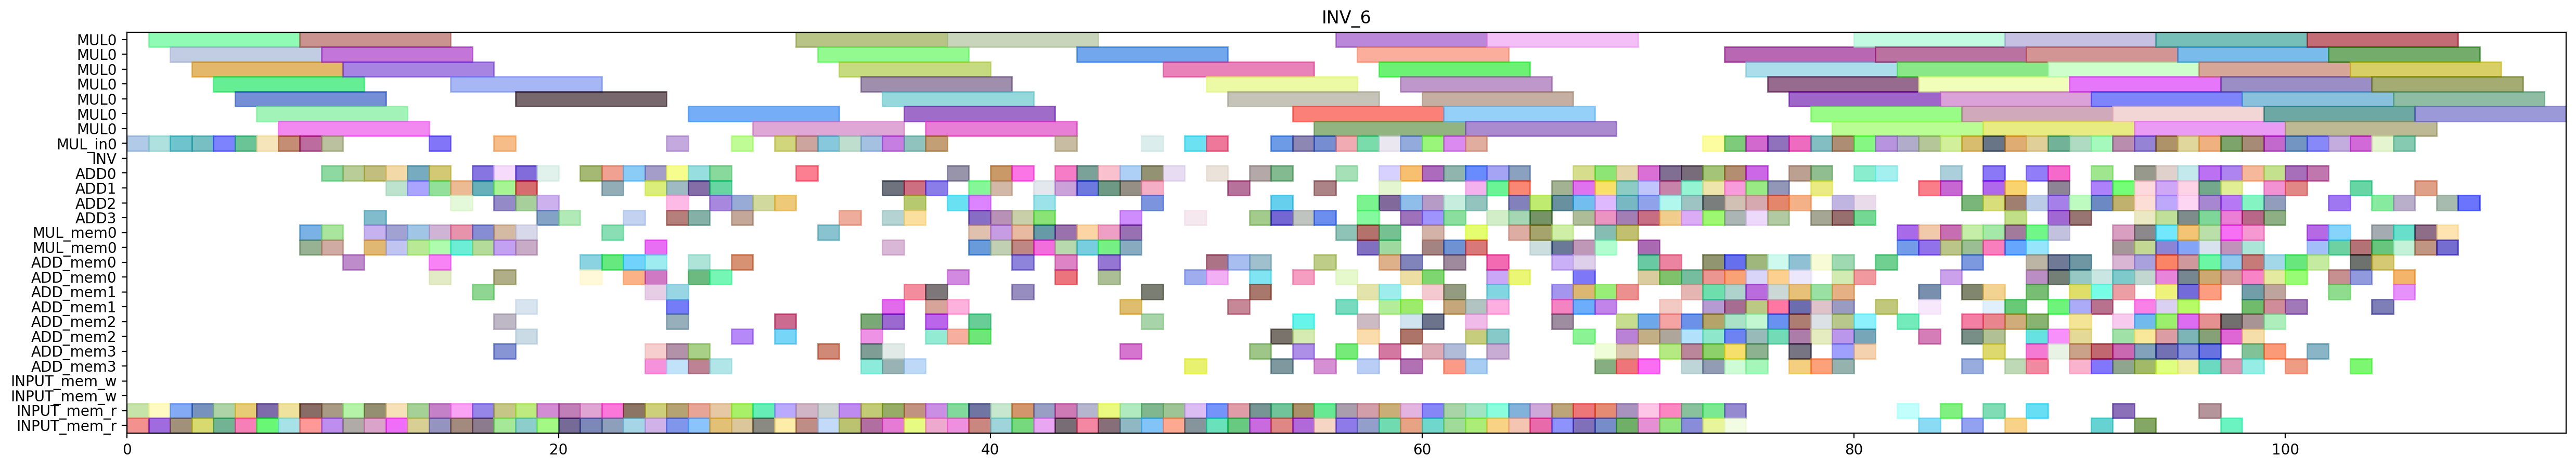 INV_6
MUL0
MUL0
MUL0
MUL0
MUL0
MUL0
MUL0
MUL_in0
INV
ADD0
ADD1
ADD2
ADD3
MUL_mem0
MUL_mem0
ADD_mem0
ADD_mem0
ADD_mem1
ADD_mem1
ADD_mem2
ADD_mem2
ADD_mem3
ADD_mem3
INPUT_mem_w
INPUT_mem_w
INPUT_mem_r
INPUT_mem_r
0 20 40 60 80 100